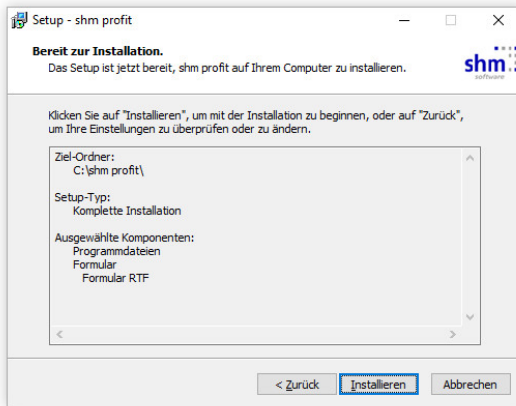 Setup - shm profit
Bereit zur Installation.
Das Setup ist jetzt bereit, shm profit auf Ihrem Computer zu installieren.
shm
software
Klicken Sie auf "Installieren", um mit der Installation zu beginnen, oder auf "Zurück",
um Ihre Einstellungen zu überprüfen oder zu ändern.
Ziel-Ordner:
C:\shm profit\
Setup-Typ:
Komplette Installation
Ausgewählte Komponenten:
Programmdateien
Formular
Formular RTF
< Zurück
Installieren
Abbrechen